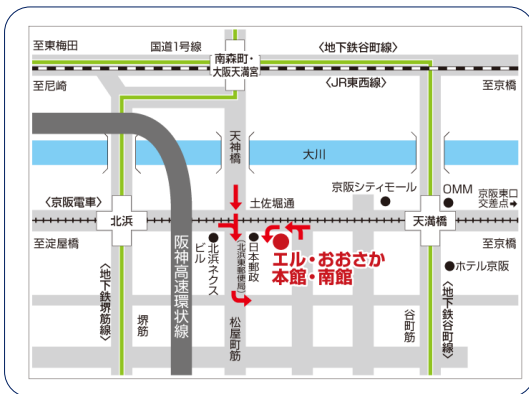 至東梅田
国道1号線
南森町・
大阪天満宮
〈地下鉄谷町線〉
〈JR東西線〉
至尼崎
至京橋
天神橋
大川
京阪シティモール
OMM
京阪東口
交差点➡
〈京阪電車〉
北浜
土佐堀通
天満橋
至淀屋橋
至京橋
阪神高速環状線
北浜ネクス
ビル
(北浜東郵便局)
日本郵政
エル・おおさか
本館・南館
ホテル京阪
〈地下鉄堺筋線〉
堺筋
松屋町筋
谷町筋
〈地下鉄谷町線〉